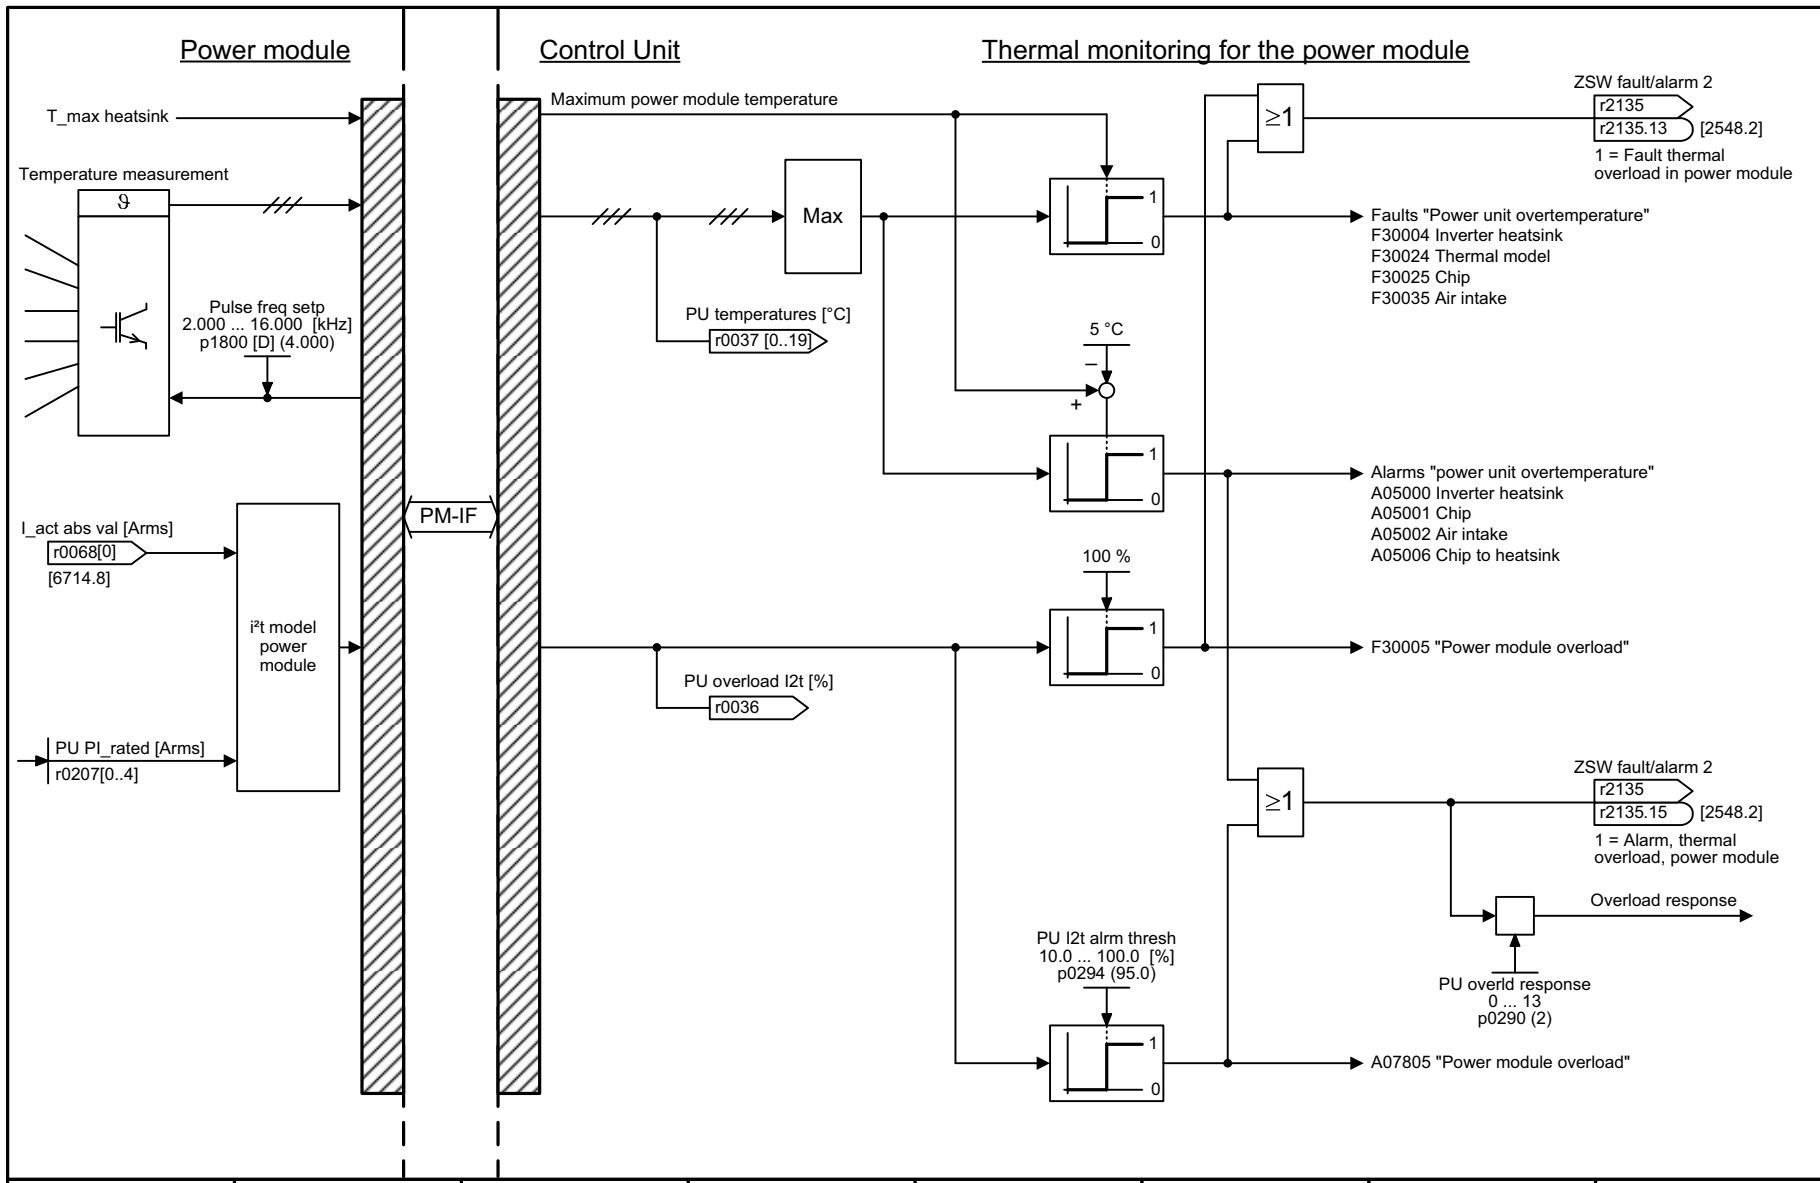 Power module
Control Unit
Thermal monitoring for the power module
T_max heatsink
Maximum power module temperature
Temperature measurement
ϑ
Pulse freq setp
2.000 ... 16.000 [kHz]
p1800 [D] (4.000)
I_act abs val [Arms]
r0068[0]
[6714.8]
i²t model
power
module
PU PI_rated [Arms]
r0207[0..4]
PM-IF
Max
PU temperatures [°C]
r0037 [0..19]
PU overload I2t [%]
r0036
1
0
5 °C
–
+
1
0
100 %
1
0
PU I2t alrm thresh
10.0 ... 100.0 [%]
p0294 (95.0)
1
0
≥1
ZSW fault/alarm 2
r2135
r2135.13 [2548.2]
1 = Fault thermal
overload in power module
Faults "Power unit overtemperature"
F30004 Inverter heatsink
F30024 Thermal model
F30025 Chip
F30035 Air intake
Alarms "power unit overtemperature"
A05000 Inverter heatsink
A05001 Chip
A05002 Air intake
A05006 Chip to heatsink
F30005 "Power module overload"
≥1
ZSW fault/alarm 2
r2135
r2135.15 [2548.2]
1 = Alarm, thermal
overload, power module
Overload response
PU overld response
0 ... 13
p0290 (2)
A07805 "Power module overload"